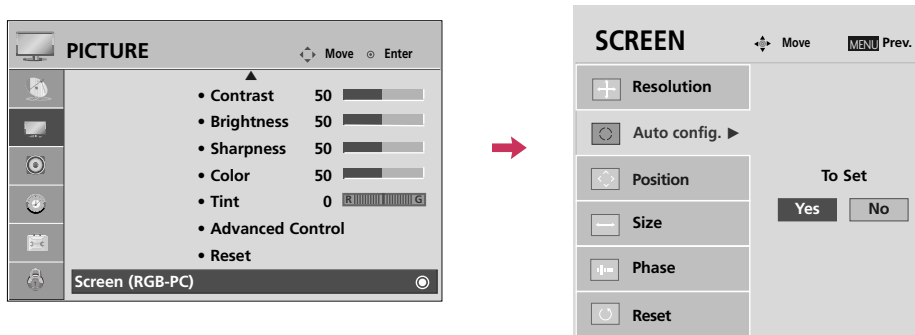 PICTURE
Move
Enter
• Contrast 50
• Brightness 50
• Sharpness 50
• Color 50
• Tint 0 R G
• Advanced Control
• Reset
Screen (RGB-PC)
SCREEN
Move
MENU Prev.
Resolution
Auto config. ►
Position
Size
Phase
Reset
To Set
Yes No